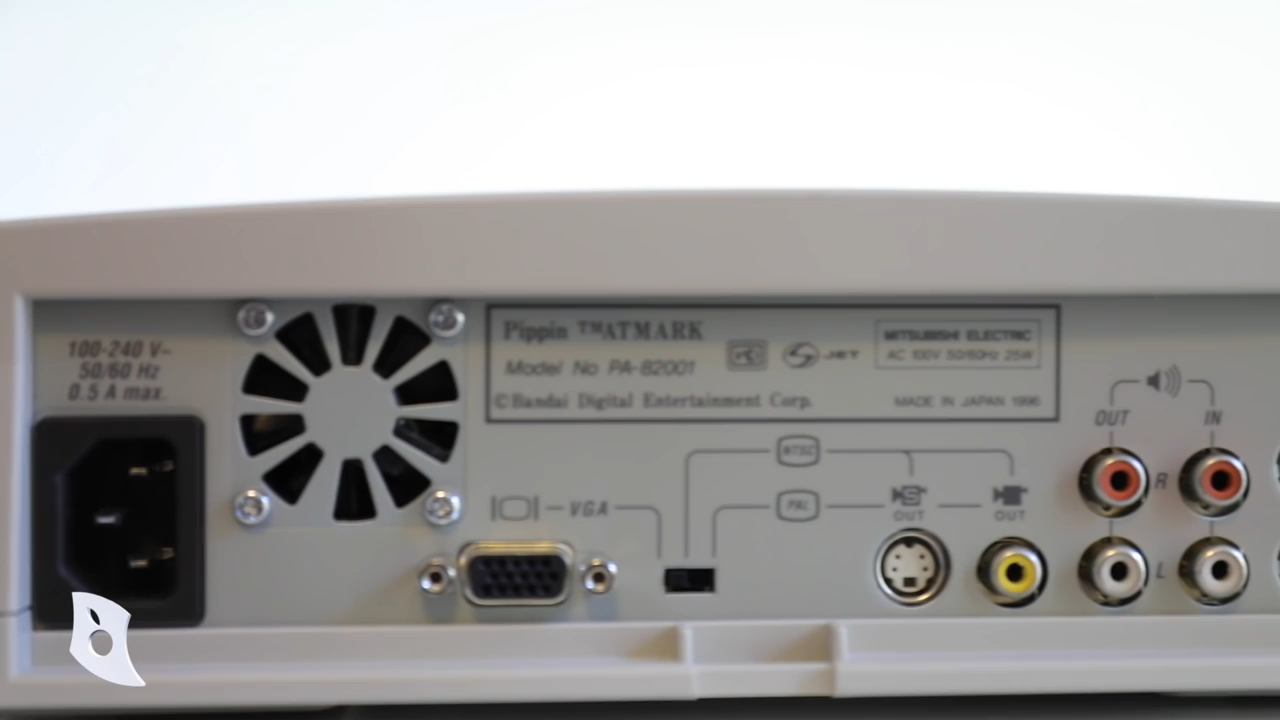 100-240 V~
50/60 Hz
0.5 A max.
Pippin ™ATMARK
Model No PA-82001
©Bandai Digital Entertainment Corp.
JET
MITSUBISHI ELECTRIC
AC 100V 50/60Hz 25W
MADE IN JAPAN 1996
OUT IN
NTSC
VGA
PAL
S
OUT OUT
R
L